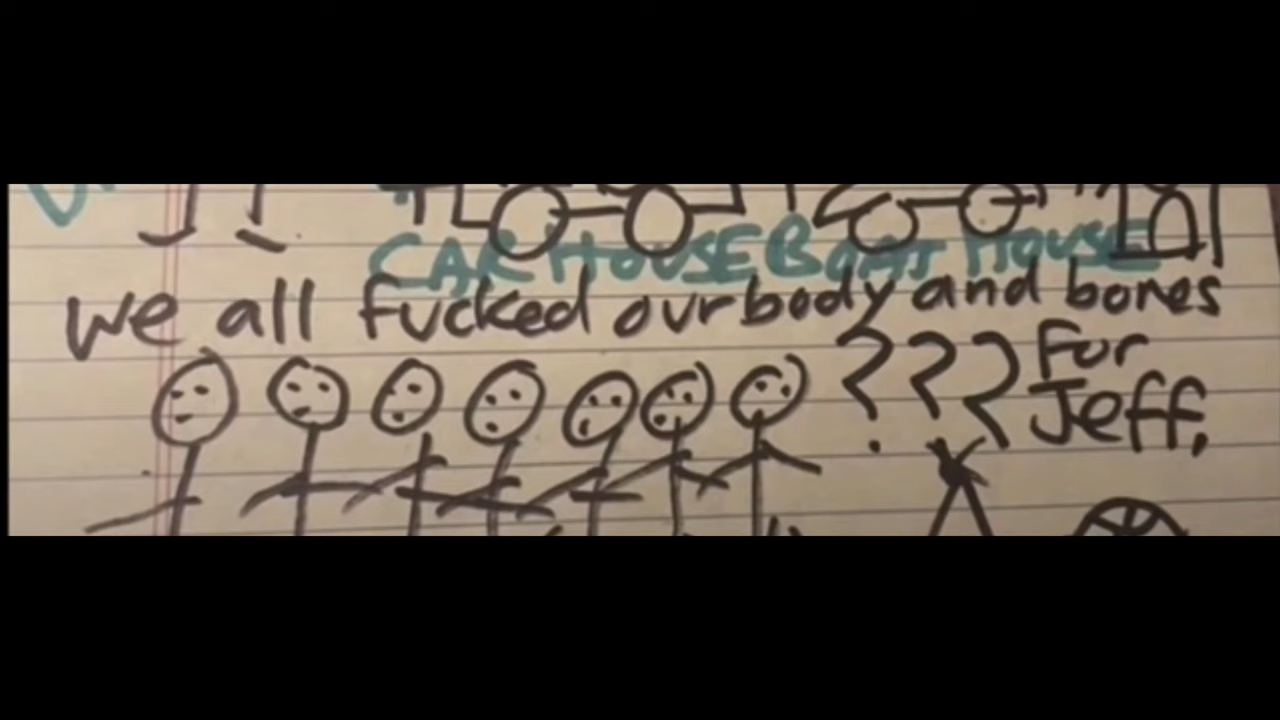 CAR HOUSE BOAT HOUSE
we all fucked our body and bones
??? For
Jeff,